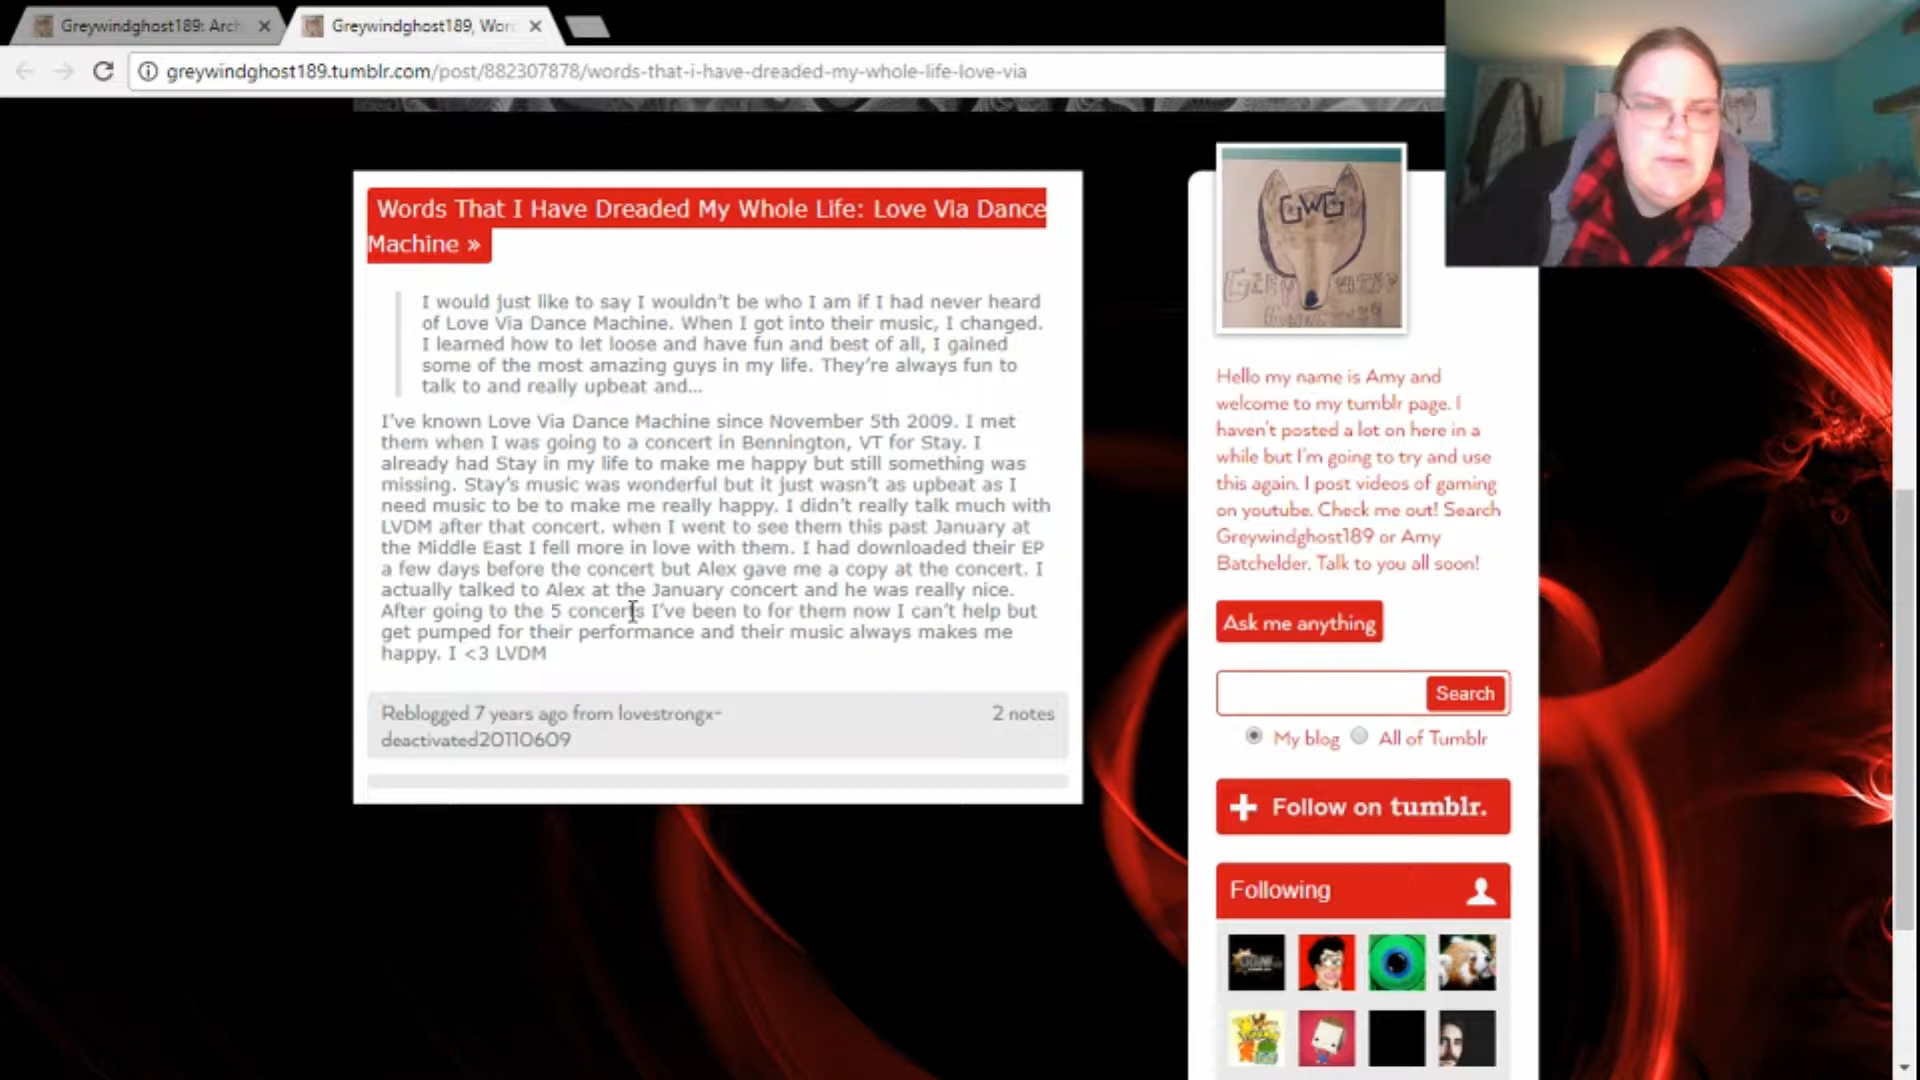 Greywindghost189: Arch
Greywindghost189, Wor
greywindghost189.tumblr.com/post/882307878/words-that-i-have-dreaded-my-whole-life-love-via
Words That I Have Dreaded My Whole Life: Love Via Dance
Machine »
I would just like to say I wouldn't be who I am if I had never heard
of Love Via Dance Machine. When I got into their music, I changed.
I learned how to let loose and have fun and best of all, I gained
some of the most amazing guys in my life. They're always fun to
talk to and really upbeat and...
I've known Love Via Dance Machine since November 5th 2009. I met
them when I was going to a concert in Bennington, VT for Stay. I
already had Stay in my life to make me happy but still something was
missing. Stay's music was wonderful but it just wasn't as upbeat as I
need music to be to make me really happy. I didn't really talk much with
LVDM after that concert. when I went to see them this past January at
the Middle East I fell more in love with them. I had downloaded their EP
a few days before the concert but Alex gave me a copy at the concert. I
actually talked to Alex at the January concert and he was really nice.
After going to the 5 concerts I've been to for them now I can't help but
get pumped for their performance and their music always makes me
happy. I <3 LVDM
Reblogged 7 years ago from lovestrongx-
deactivated20110609
2 notes
GWG
Hello my name is Amy and
welcome to my tumblr page. I
haven't posted a lot on here in a
while but I'm going to try and use
this again. I post videos of gaming
on youtube. Check me out! Search
Greywindghost189 or Amy
Batchelder. Talk to you all soon!
Ask me anything
Search
My blog
All of Tumblr
Follow on tumblr.
Following